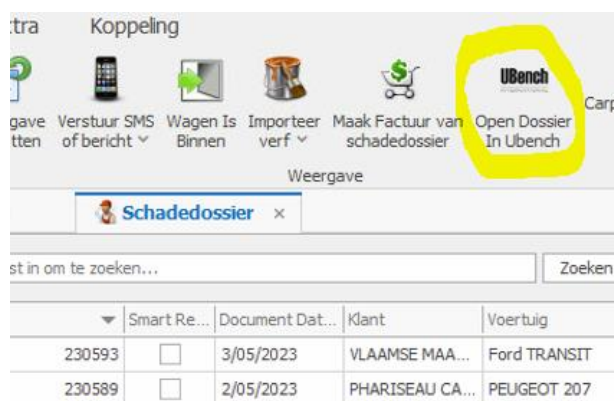 tra Koppeling
gave Verstuur SMS Wagen Is Importeer Maak Factuur van Open Dossier Carp
tten of bericht Binnen verf schadedossier In Ubench
UBench
Weergave
Schadedossier ×
st in om te zoeken... Zoeken
Smart Re... Document Dat... Klant Voertuig
230593 3/05/2023 VLAAMSE MAA... Ford TRANSIT
230589 2/05/2023 PHARISEAU CA... PEUGEOT 207